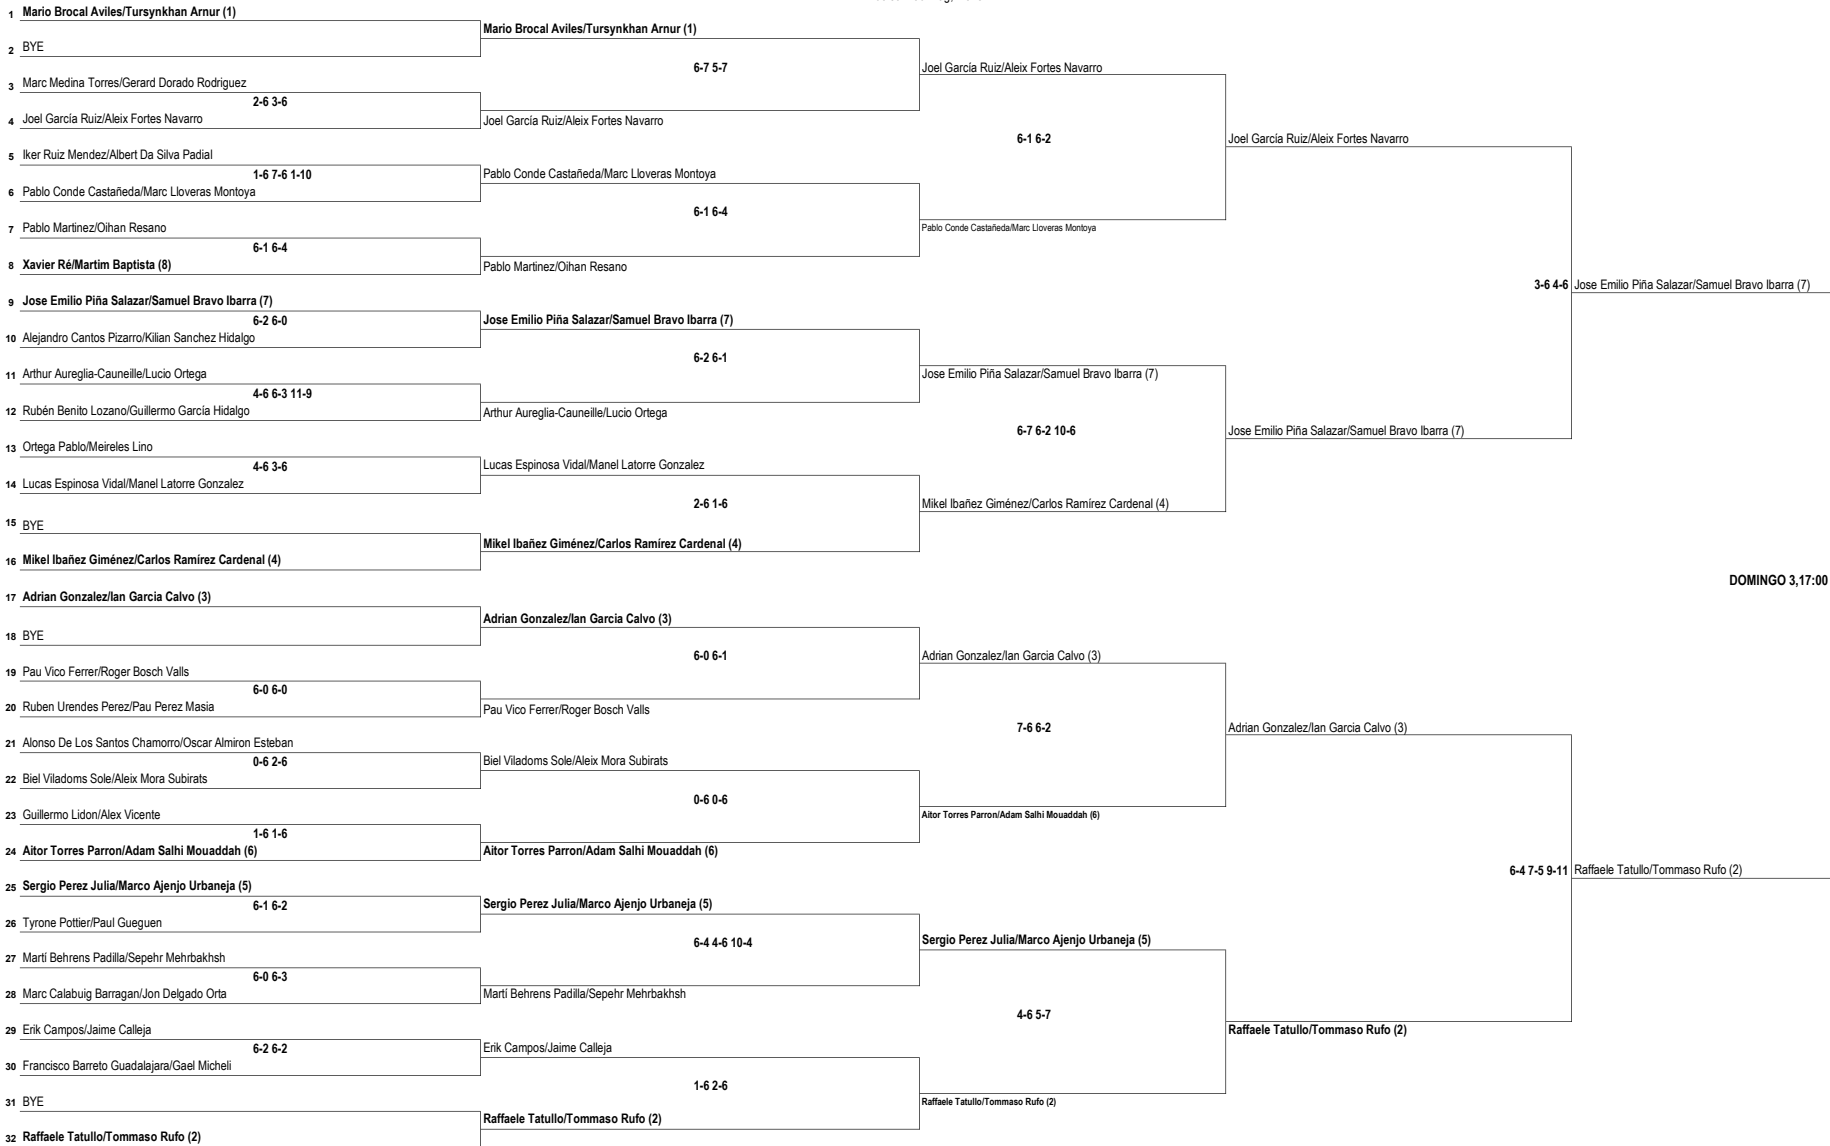 1 Mario Brocal Aviles/Tursynkhan Arnur (1)
Mario Brocal Aviles/Tursynkhan Arnur (1)
2 BYE
6-7 5-7
Joel García Ruiz/Aleix Fortes Navarro
3 Marc Medina Torres/Gerard Dorado Rodriguez
2-6 3-6
4 Joel García Ruiz/Aleix Fortes Navarro
Joel García Ruiz/Aleix Fortes Navarro
6-1 6-2
Joel García Ruiz/Aleix Fortes Navarro
5 Iker Ruiz Mendez/Albert Da Silva Padial
1-6 7-6 1-10
Pablo Conde Castañeda/Marc Lloveras Montoya
6 Pablo Conde Castañeda/Marc Lloveras Montoya
6-1 6-4
7 Pablo Martinez/Oihan Resano
Pablo Conde Castañeda/Marc Lloveras Montoya
6-1 6-4
8 Xavier Ré/Martim Baptista (8)
Pablo Martinez/Oihan Resano
3-6 4-6 Jose Emilio Piña Salazar/Samuel Bravo Ibarra (7)
9 Jose Emilio Piña Salazar/Samuel Bravo Ibarra (7)
6-2 6-0
Jose Emilio Piña Salazar/Samuel Bravo Ibarra (7)
10 Alejandro Cantos Pizarro/Kilian Sanchez Hidalgo
6-2 6-1
11 Arthur Aureglia-Cauneille/Lucio Ortega
Jose Emilio Piña Salazar/Samuel Bravo Ibarra (7)
4-6 6-3 11-9
12 Rubén Benito Lozano/Guillermo García Hidalgo
Arthur Aureglia-Cauneille/Lucio Ortega
6-7 6-2 10-6
Jose Emilio Piña Salazar/Samuel Bravo Ibarra (7)
13 Ortega Pablo/Meireles Lino
4-6 3-6
Lucas Espinosa Vidal/Manel Latorre Gonzalez
14 Lucas Espinosa Vidal/Manel Latorre Gonzalez
2-6 1-6
Mikel Ibañez Giménez/Carlos Ramírez Cardenal (4)
15 BYE
Mikel Ibañez Giménez/Carlos Ramírez Cardenal (4)
16 Mikel Ibañez Giménez/Carlos Ramírez Cardenal (4)
DOMINGO 3,17:00
17 Adrian Gonzalez/Ian Garcia Calvo (3)
Adrian Gonzalez/Ian Garcia Calvo (3)
18 BYE
6-0 6-1
Adrian Gonzalez/Ian Garcia Calvo (3)
19 Pau Vico Ferrer/Roger Bosch Valls
6-0 6-0
20 Ruben Urendes Perez/Pau Perez Masia
Pau Vico Ferrer/Roger Bosch Valls
7-6 6-2
Adrian Gonzalez/Ian Garcia Calvo (3)
21 Alonso De Los Santos Chamorro/Oscar Almiron Esteban
0-6 2-6
Biel Viladoms Sole/Aleix Mora Subirats
22 Biel Viladoms Sole/Aleix Mora Subirats
0-6 0-6
23 Guillermo Lidon/Alex Vicente
Aitor Torres Parron/Adam Salhi Mouaddah (6)
1-6 1-6
24 Aitor Torres Parron/Adam Salhi Mouaddah (6)
Aitor Torres Parron/Adam Salhi Mouaddah (6)
6-4 7-5 9-11 Raffaele Tatullo/Tommaso Rufo (2)
25 Sergio Perez Julia/Marco Ajenjo Urbaneja (5)
6-1 6-2
Sergio Perez Julia/Marco Ajenjo Urbaneja (5)
26 Tyrone Pottier/Paul Gueguen
6-4 4-6 10-4
Sergio Perez Julia/Marco Ajenjo Urbaneja (5)
27 Martí Behrens Padilla/Sepehr Mehrbakhsh
6-0 6-3
28 Marc Calabuig Barragan/Jon Delgado Orta
Martí Behrens Padilla/Sepehr Mehrbakhsh
4-6 5-7
Raffaele Tatullo/Tommaso Rufo (2)
29 Erik Campos/Jaime Calleja
6-2 6-2
Erik Campos/Jaime Calleja
30 Francisco Barreto Guadalajara/Gael Micheli
1-6 2-6
31 BYE
Raffaele Tatullo/Tommaso Rufo (2)
Raffaele Tatullo/Tommaso Rufo (2)
32 Raffaele Tatullo/Tommaso Rufo (2)